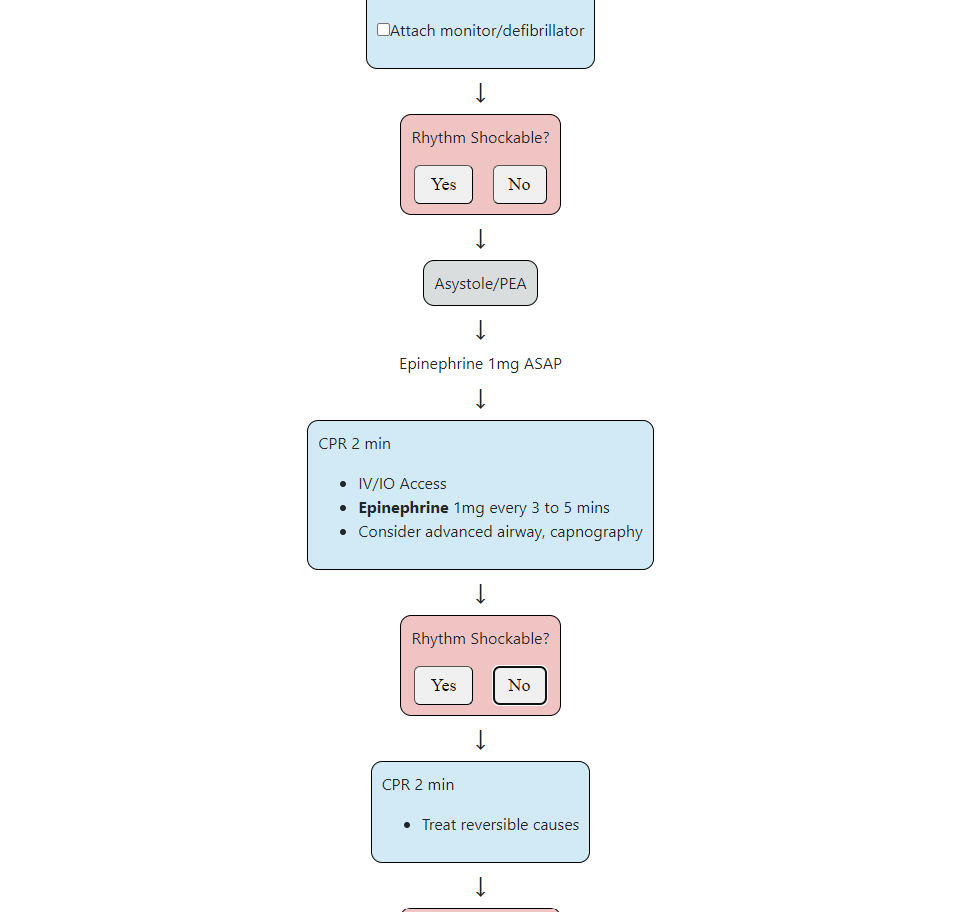 Attach monitor/defibrillator
Rhythm Shockable?
Yes No
Asystole/PEA
Epinephrine 1mg ASAP
CPR 2 min
IV/IO Access
Epinephrine 1mg every 3 to 5 mins
Consider advanced airway, capnography
Rhythm Shockable?
Yes No
CPR 2 min
Treat reversible causes